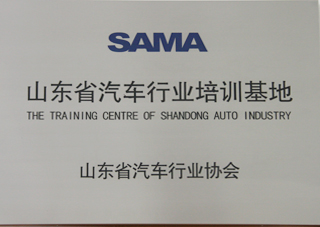 SAMA
山东省汽车行业培训基地
THE TRAINING CENTRE OF SHANDONG AUTO INDUSTRY
山东省汽车行业协会